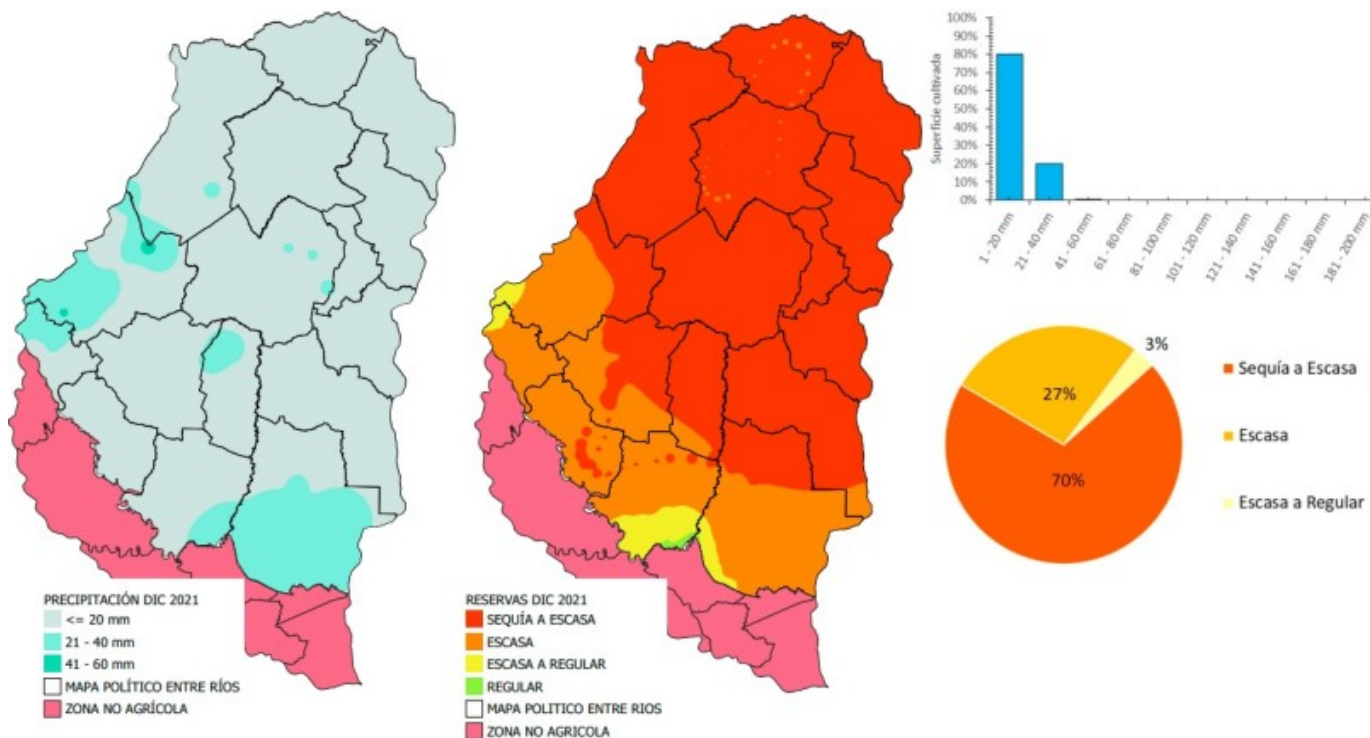 PRECIPITACIÓN DIC 2021
<= 20 mm
21 - 40 mm
41 - 60 mm
MAPA POLÍTICO ENTRE RÍOS
ZONA NO AGRÍCOLA
RESERVAS DIC 2021
SEQUÍA A ESCASA
ESCASA
ESCASA A REGULAR
REGULAR
MAPA POLITICO ENTRE RIOS
ZONA NO AGRICOLA
Superficie cultivada
100%
90%
80%
70%
60%
50%
40%
30%
20%
10%
0%
1 - 20 mm
21 - 40 mm
41 - 60 mm
61 - 80 mm
81 - 100 mm
101 - 120 mm
121 - 140 mm
141 - 160 mm
161 - 180 mm
181 - 200 mm
3%
27%
70%
Sequía a Escasa
Escasa
Escasa a Regular